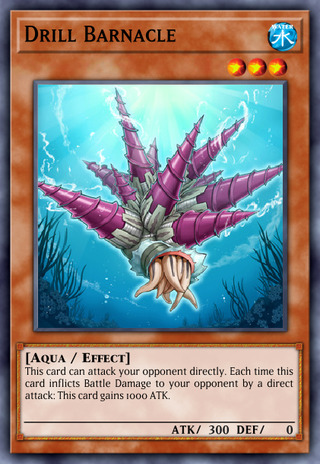 Drill Barnacle
WATER
水
[Aqua / Effect]
This card can attack your opponent directly. Each time this
card inflicts Battle Damage to your opponent by a direct
attack: This card gains 1000 ATK.
ATK/ 300 DEF/ 0